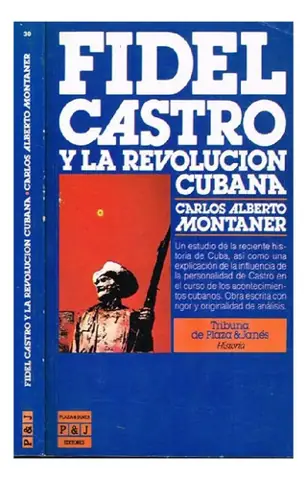 30
FIDEL CASTRO Y LA REVOLUCION CUBANA • CARLOS ALBERTO MONTANER
P&J
FIDEL
CASTRO
Y LA REVOLUCION
CUBANA
CARLOS ALBERTO
MONTANER
Un estudio de la reciente his-
toria de Cuba, así como una
explicación de la influencia de
la personalidad de Castro en
el curso de los acontecimien-
tos cubanos. Obra escrita con
rigor y originalidad de análisis.
Tribuna
de Plaza & Janés
Historia
PLAZA & JANES
P&J
EDITORES